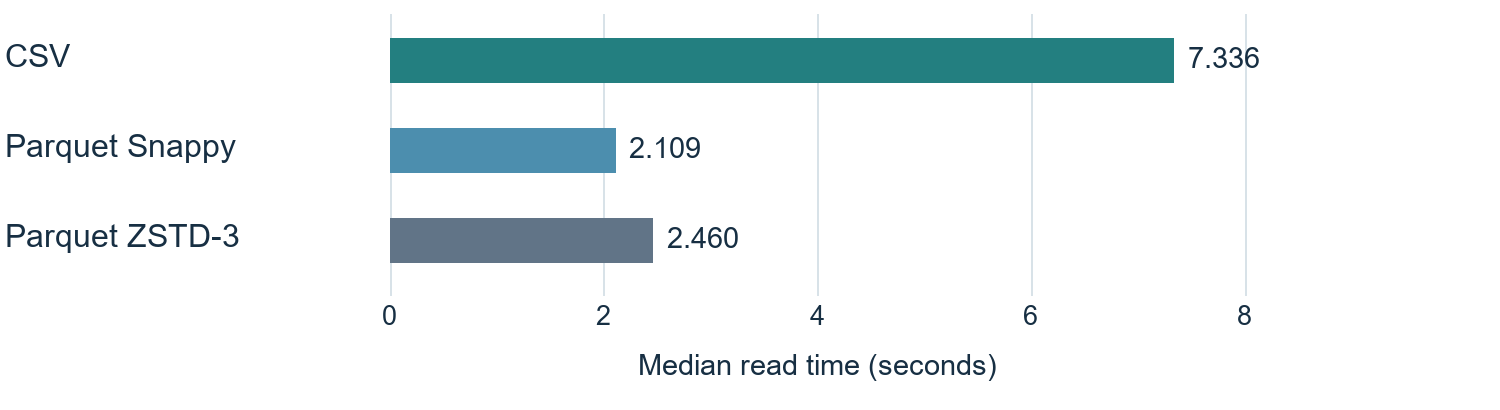 CSV 7.336
Parquet Snappy 2.109
Parquet ZSTD-3 2.460
0 2 4 6 8
Median read time (seconds)